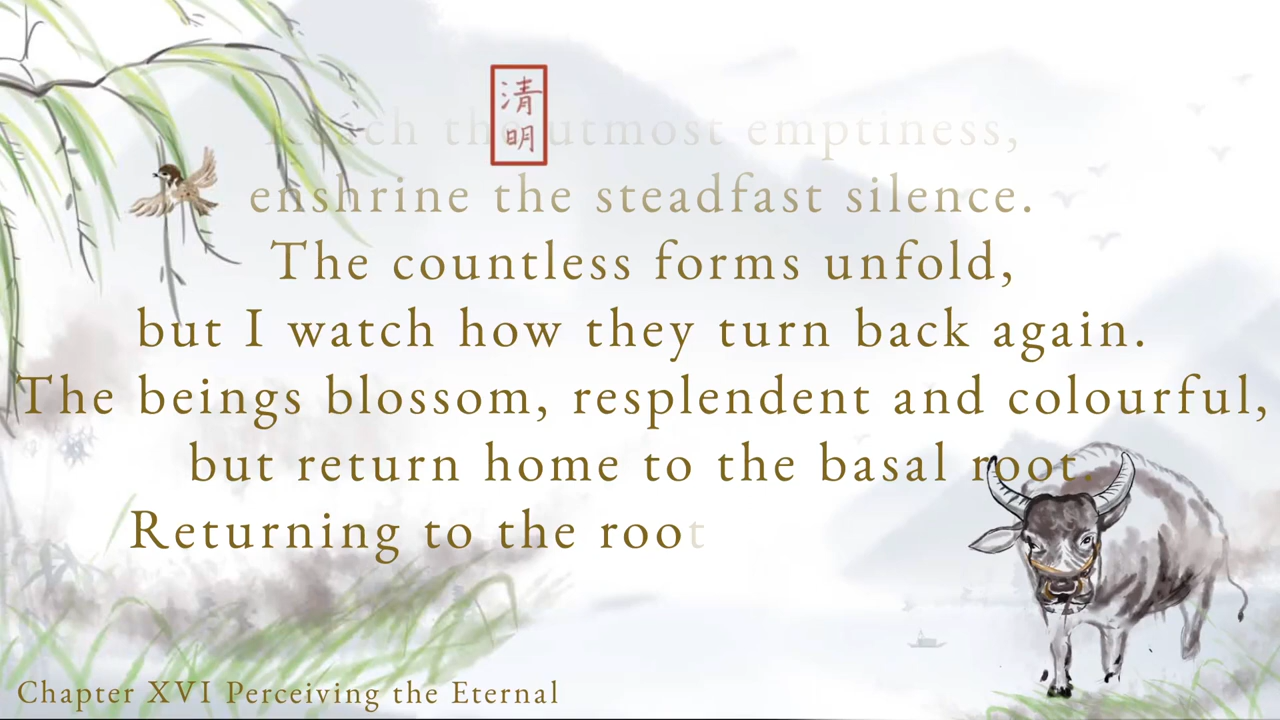 清明
Reach the utmost emptiness,
enshrine the steadfast silence.
The countless forms unfold,
but I watch how they turn back again.
The beings blossom, resplendent and colourful,
but return home to the basal root.
Returning to the root
Chapter XVI Perceiving the Eternal